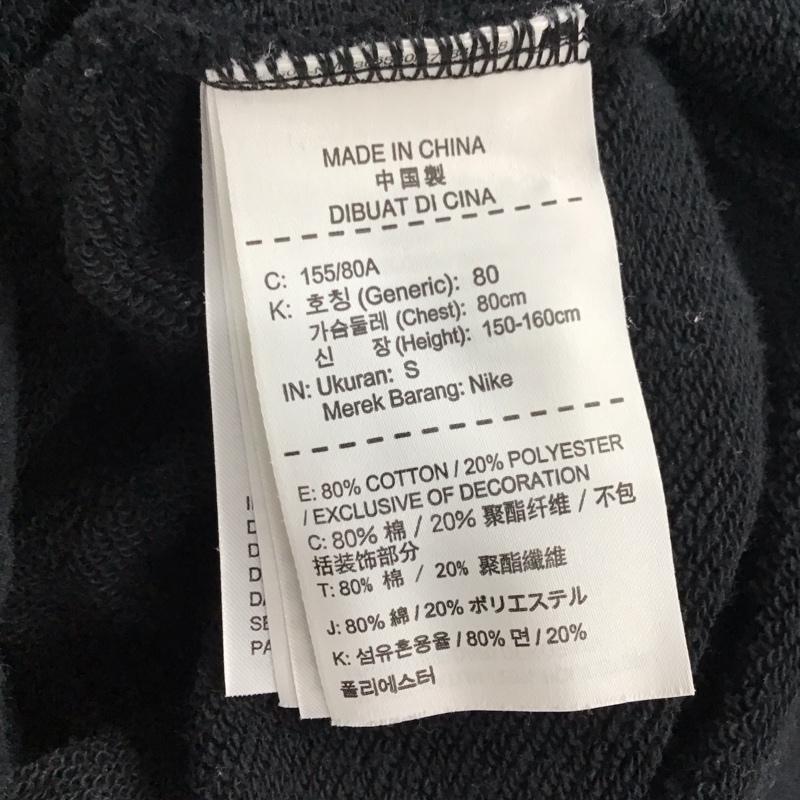 MADE IN CHINA
中国製
DIBUAT DI CINA
C: 155/80A
K: 호칭 (Generic): 80
가슴둘레 (Chest): 80cm
신 장 (Height): 150-160cm
IN: Ukuran: S
Merek Barang: Nike
E: 80% COTTON / 20% POLYESTER
/ EXCLUSIVE OF DECORATION
C: 80% 棉 / 20% 聚酯纤维 / 不包
括装饰部分
T: 80% 棉 / 20% 聚酯纖維
J: 80% 綿 / 20% ポリエステル
K: 섬유혼용율 / 80% 면 / 20%
폴리에스터